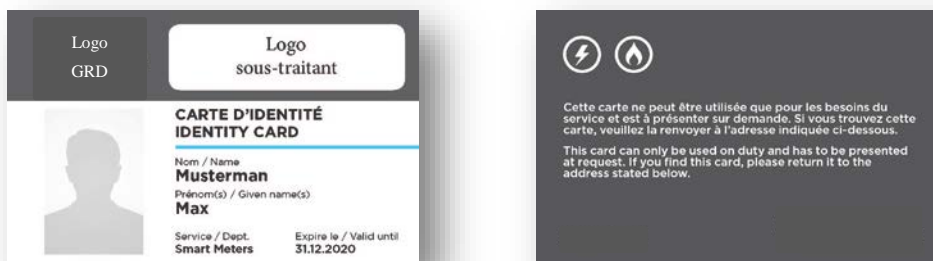 Logo
GRD
Logo
sous-traitant
CARTE D'IDENTITÉ
IDENTITY CARD
Nom / Name
Musterman
Prénom(s) / Given name(s)
Max
Service / Dept.
Smart Meters
Expire le / Valid until
31.12.2020
Cette carte ne peut être utilisée que pour les besoins du
service et est à présenter sur demande. Si vous trouvez cette
carte, veuillez la renvoyer à l'adresse indiquée ci-dessous.
This card can only be used on duty and has to be presented
at request. If you find this card, please return it to the
address stated below.